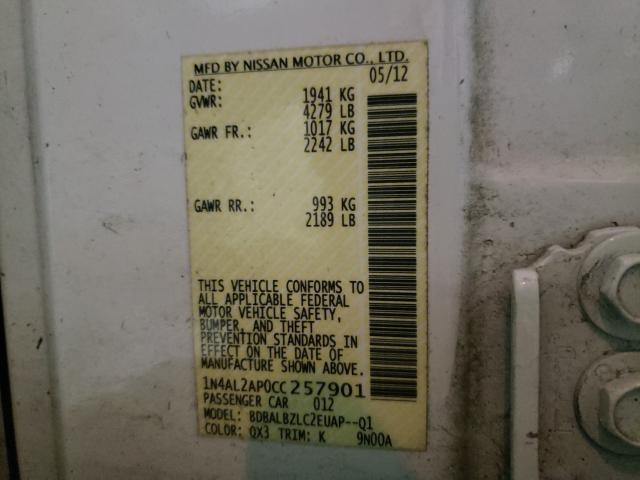 MFD BY NISSAN MOTOR CO., LTD.
DATE: 05/12
GVWR: 1941 KG
4279 LB
GAWR FR.: 1017 KG
2242 LB
GAWR RR.: 993 KG
2189 LB
THIS VEHICLE CONFORMS TO
ALL APPLICABLE FEDERAL
MOTOR VEHICLE SAFETY,
BUMPER, AND THEFT
PREVENTION STANDARDS IN
EFFECT ON THE DATE OF
MANUFACTURE SHOWN ABOVE.
1N4AL2AP0CC257901
PASSENGER CAR 012
MODEL: BDBALBZLC2EUAP--Q1
COLOR: QX3 TRIM: K 9N00A